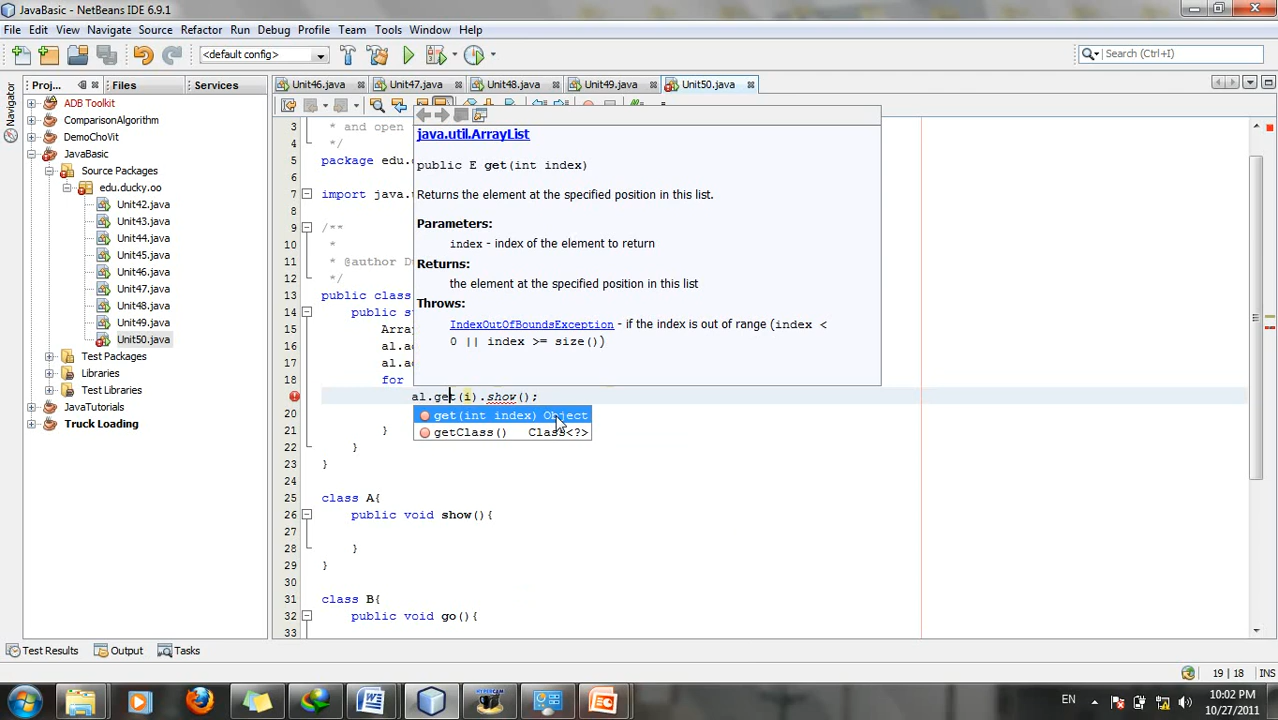 JavaBasic - NetBeans IDE 6.9.1
File Edit View Navigate Source Refactor Run Debug Profile Team Tools Window Help
<default config>
Search (Ctrl+I)
Proj... Files Services
Unit46.java Unit47.java Unit48.java Unit49.java Unit50.java
Navigator
ADB Toolkit
ComparisonAlgorithm
DemoChoVit
JavaBasic
Source Packages
edu.ducky.oo
Unit42.java
Unit43.java
Unit44.java
Unit45.java
Unit46.java
Unit47.java
Unit48.java
Unit49.java
Unit50.java
Test Packages
Libraries
Test Libraries
JavaTutorials
Truck Loading
3 * and open
4 */
5 package edu.
6
7 import java.
8
9 /**
10 *
11 * @author D
12 */
13 public class
14 public s
15 Array
16 al.a
17 al.a
18 for
al.get(i).show();
20
21 }
22 }
23 }
24
25 class A{
26 public void show(){
27
28 }
29 }
30
31 class B{
32 public void go(){
33
java.util.ArrayList
public E get(int index)
Returns the element at the specified position in this list.
Parameters:
index - index of the element to return
Returns:
the element at the specified position in this list
Throws:
IndexOutOfBoundsException - if the index is out of range (index <
0 || index >= size())
get(int index) Object
getClass() Class<?>
Test Results Output Tasks
19 | 18 INS
EN
10:02 PM
10/27/2011